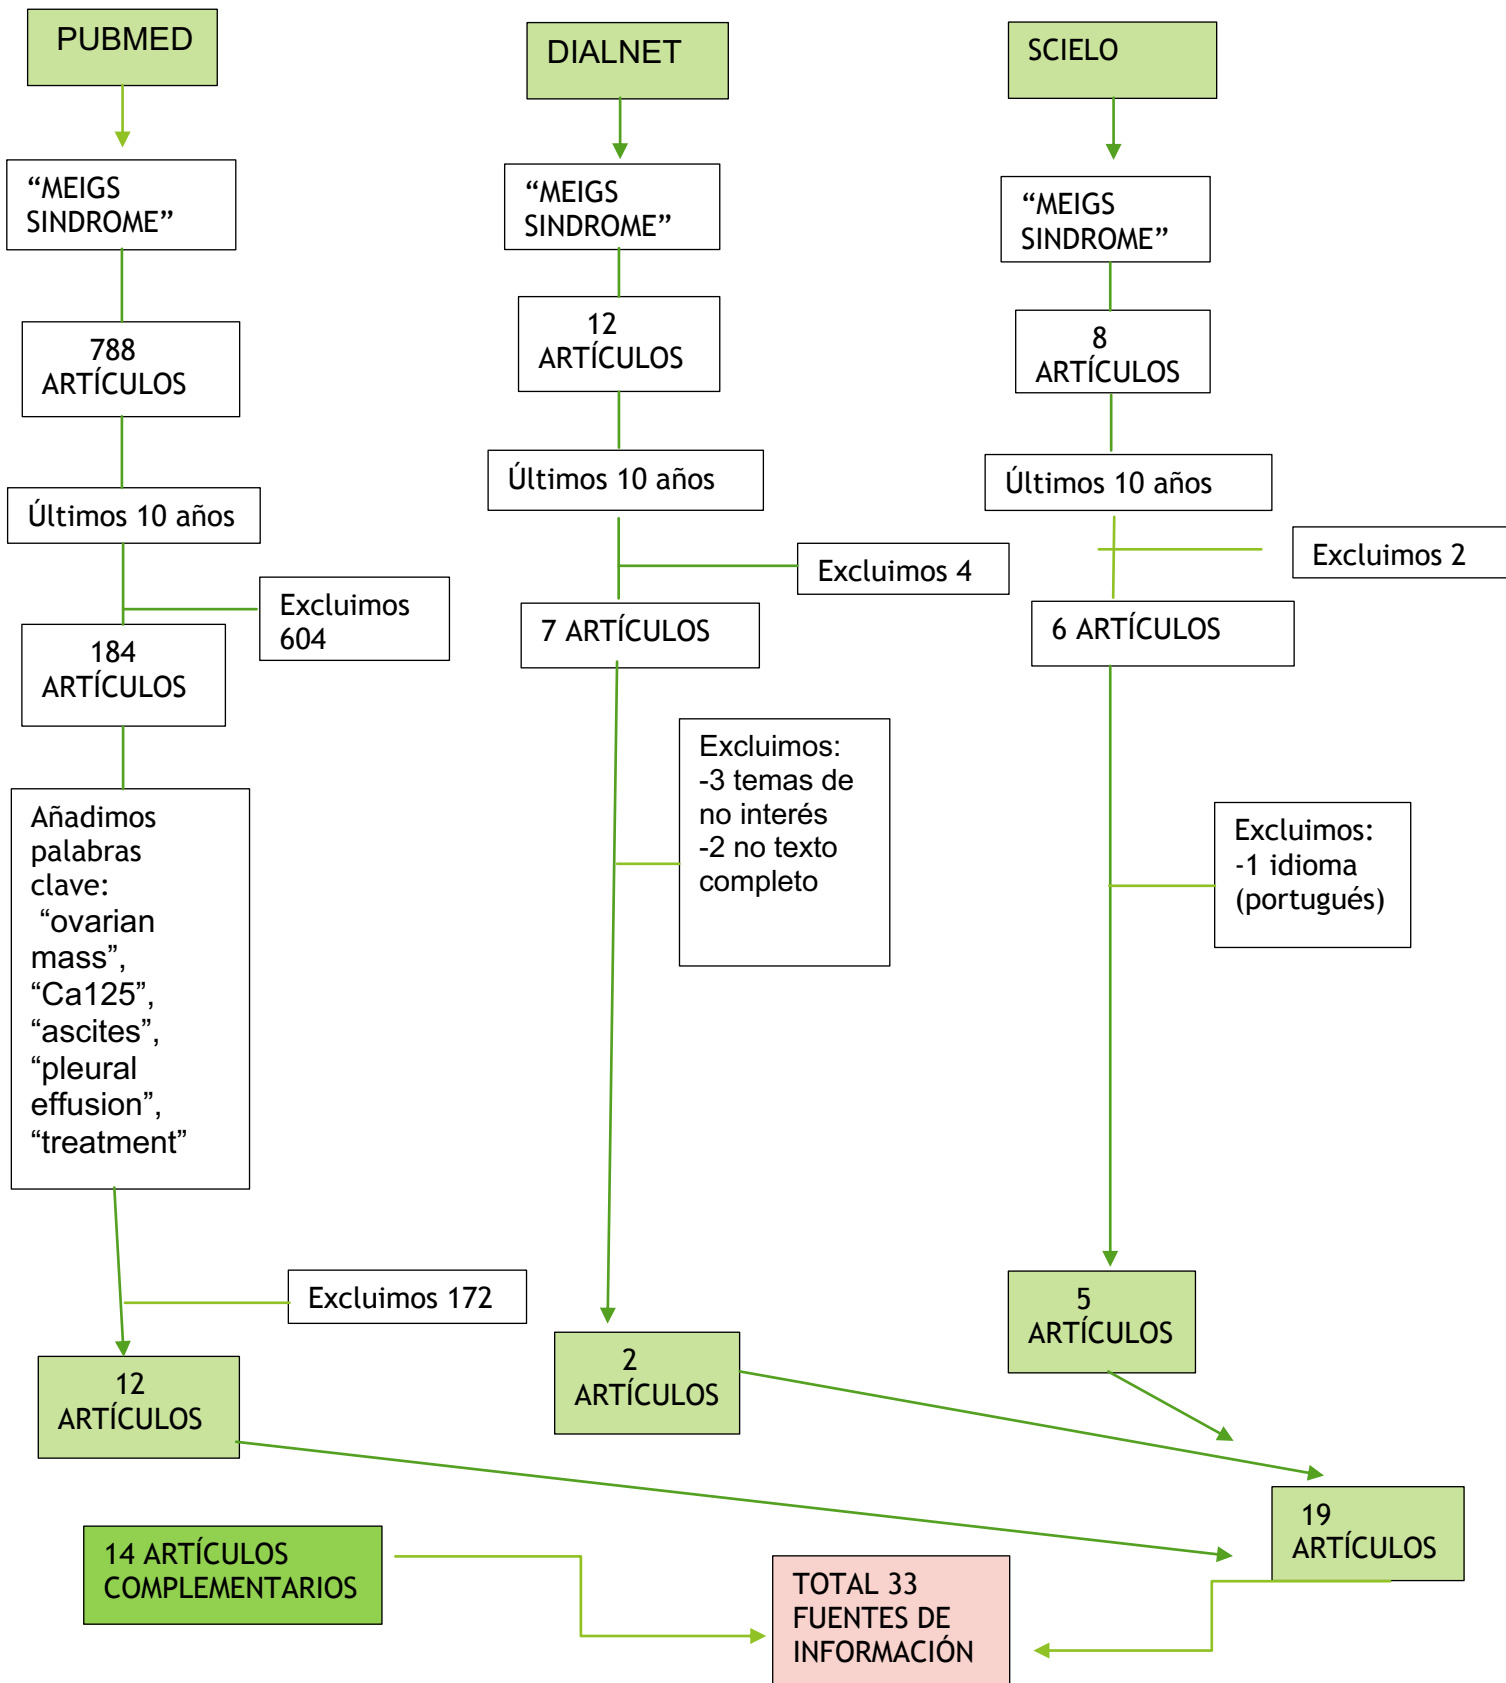 PUBMED
“MEIGS
SINDROME”
788
ARTÍCULOS
Últimos 10 años
Excluimos
604
184
ARTÍCULOS
Añadimos
palabras
clave:
“ovarian
mass”,
“Ca125”,
“ascites”,
“pleural
effusion”,
“treatment”
Excluimos 172
12
ARTÍCULOS
DIALNET
“MEIGS
SINDROME”
12
ARTÍCULOS
Últimos 10 años
Excluimos 4
7 ARTÍCULOS
Excluimos:
-3 temas de
no interés
-2 no texto
completo
2
ARTÍCULOS
SCIELO
“MEIGS
SINDROME”
8
ARTÍCULOS
Últimos 10 años
Excluimos 2
6 ARTÍCULOS
Excluimos:
-1 idioma
(portugués)
5
ARTÍCULOS
19
ARTÍCULOS
14 ARTÍCULOS
COMPLEMENTARIOS
TOTAL 33
FUENTES DE
INFORMACIÓN